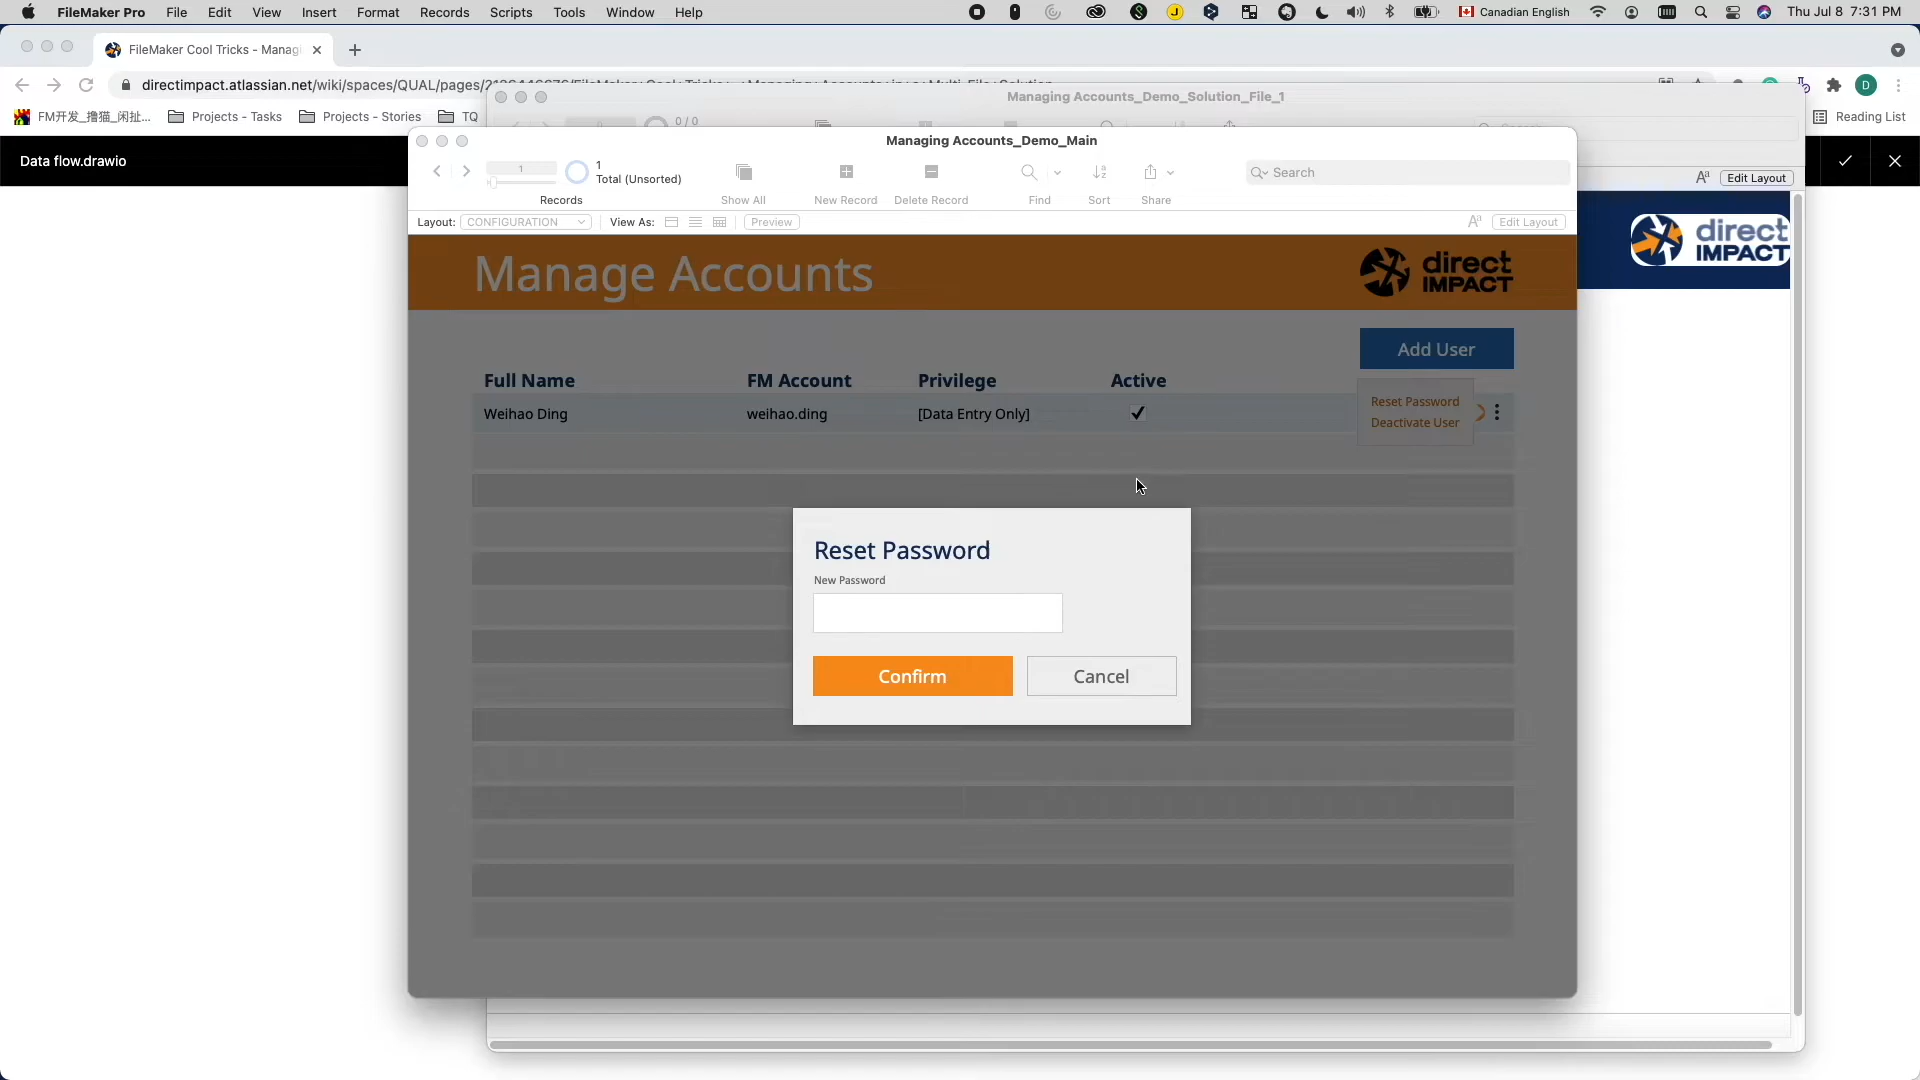 FileMaker Pro File Edit View Insert Format Records Scripts Tools Window Help Canadian English Thu Jul 8 7:31 PM
FileMaker Cool Tricks - Manag
directimpact.atlassian.net/wiki/spaces/QUAL/pages/
Managing Accounts_Demo_Solution_File_1
FM开发_撸猫_闲扯... Projects - Tasks Projects - Stories TQ 0 / 0 Reading List
Managing Accounts_Demo_Main
Data flow.drawio
1 1 Total (Unsorted) Search
Records Show All New Record Delete Record Find Sort Share
Edit Layout
Layout: CONFIGURATION View As: Preview Edit Layout
Manage Accounts direct IMPACT
direct IMPACT
Add User
Full Name FM Account Privilege Active
Weihao Ding weihao.ding [Data Entry Only]
Reset Password
Deactivate User
Reset Password
New Password
Confirm Cancel